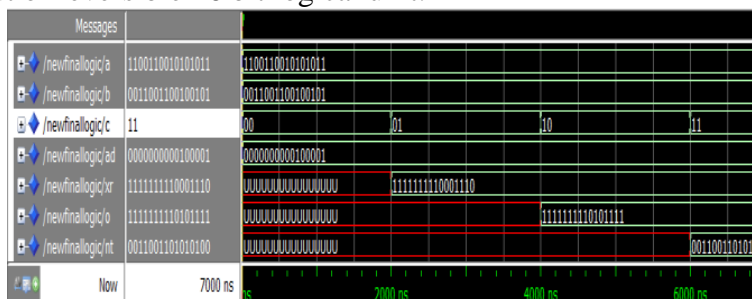 Messages
/newfinallogic/a 1100110010101011 1100110010101011
/newfinallogic/b 0011001100100101 0011001100100101
/newfinallogic/c 11 00 01 10 11
/newfinallogic/ad 0000000000100001 0000000000100001
/newfinallogic/xr 1111111110001110 UUUUUUUUUUUUUUUU 1111111110001110
/newfinallogic/o 1111111110101111 UUUUUUUUUUUUUUUU 1111111110101111
/newfinallogic/nt 0011001101010100 UUUUUUUUUUUUUUUU 001100110101
Now 7000 ns ns 2000 ns 4000 ns 6000 ns